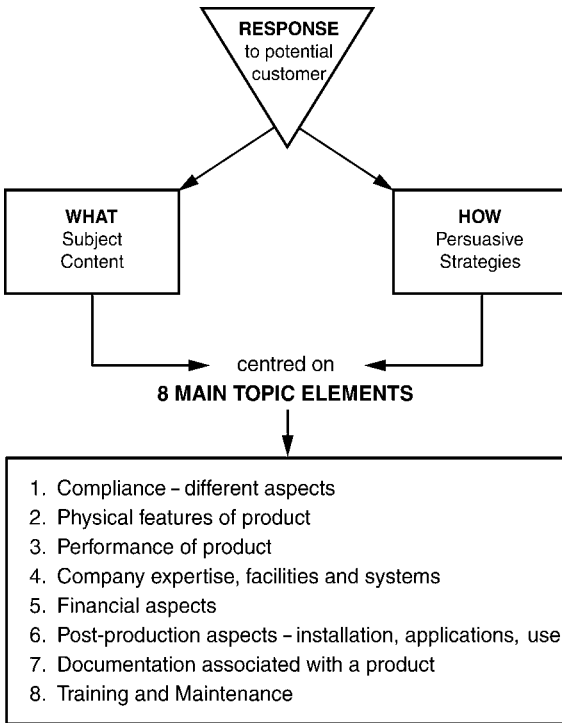 RESPONSE
to potential
customer
WHAT
Subject
Content
HOW
Persuasive
Strategies
centred on
8 MAIN TOPIC ELEMENTS
1. Compliance – different aspects
2. Physical features of product
3. Performance of product
4. Company expertise, facilities and systems
5. Financial aspects
6. Post-production aspects – installation, applications, use
7. Documentation associated with a product
8. Training and Maintenance